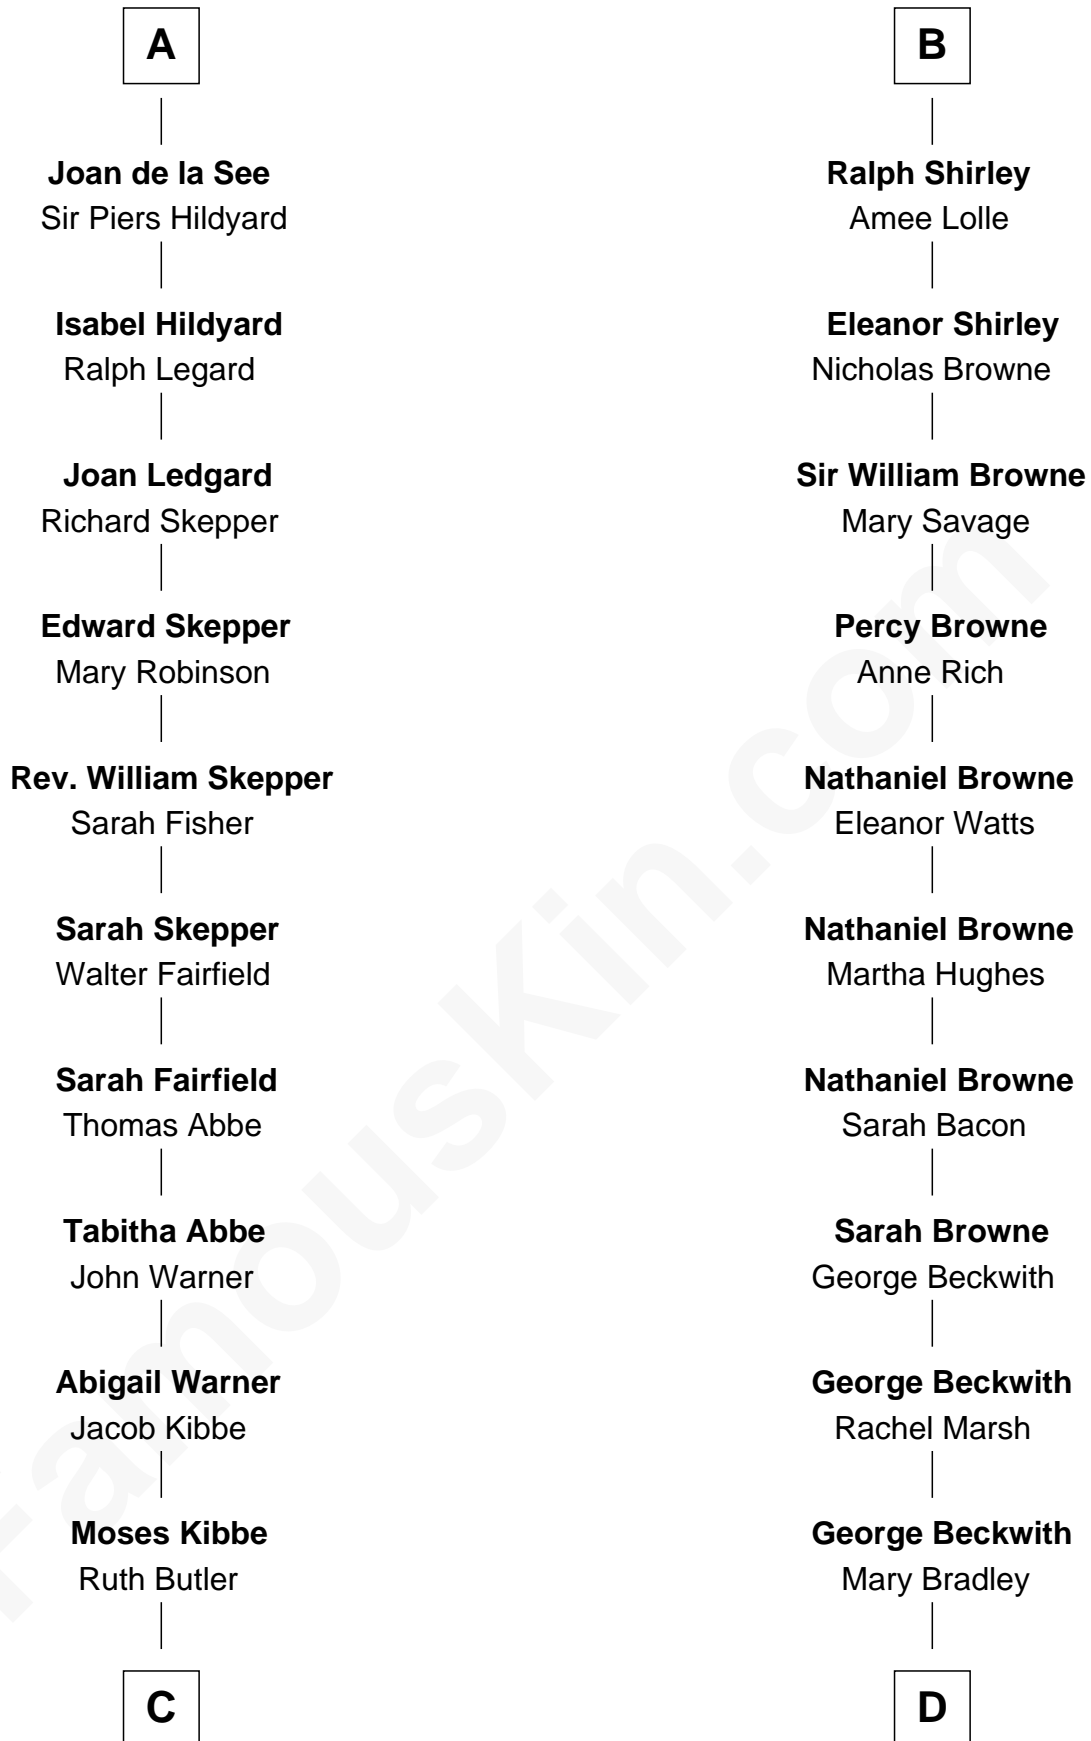 A
Joan de la See
Sir Piers Hildyard
Isabel Hildyard
Ralph Legard
Joan Ledgard
Richard Skepper
Edward Skepper
Mary Robinson
Rev. William Skepper
Sarah Fisher
Sarah Skepper
Walter Fairfield
Sarah Fairfield
Thomas Abbe
Tabitha Abbe
John Warner
Abigail Warner
Jacob Kibbe
Moses Kibbe
Ruth Butler
C
B
Ralph Shirley
Amee Lolle
Eleanor Shirley
Nicholas Browne
Sir William Browne
Mary Savage
Percy Browne
Anne Rich
Nathaniel Browne
Eleanor Watts
Nathaniel Browne
Martha Hughes
Nathaniel Browne
Sarah Bacon
Sarah Browne
George Beckwith
George Beckwith
Rachel Marsh
George Beckwith
Mary Bradley
D
FamousKin.com